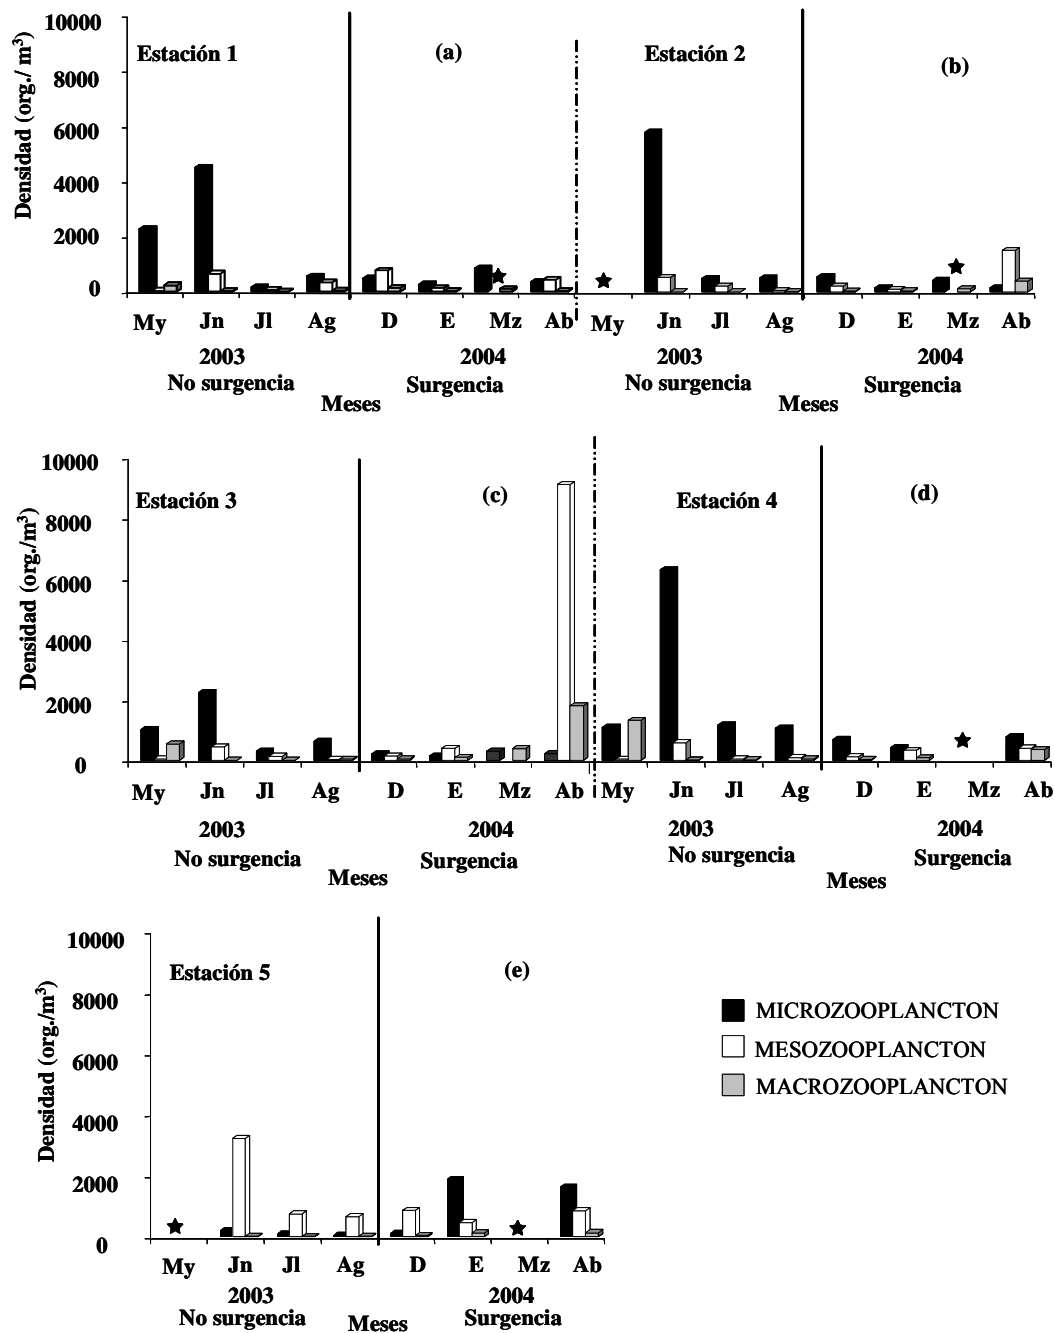 10000
8000
6000
4000
2000
0
Densidad (org./ m³)
Estación 1
(a)
Estación 2
(b)
My Jn Jl Ag D E Mz Ab My Jn Jl Ag D E Mz Ab
2003 2004 2003 2004
No surgencia Surgencia No surgencia Surgencia
Meses Meses
10000
8000
6000
4000
2000
0
Densidad (org./m³)
Estación 3
(c)
Estación 4
(d)
My Jn Jl Ag D E Mz Ab My Jn Jl Ag D E Mz Ab
2003 2004 2003 2004
No surgencia Surgencia No surgencia Surgencia
Meses Meses
10000
8000
6000
4000
2000
0
Densidad (org./m³)
Estación 5
(e)
My Jn Jl Ag D E Mz Ab
2003 2004
No surgencia Surgencia
Meses
MICROZOOPLANCTON
MESOZOOPLANCTON
MACROZOOPLANCTON